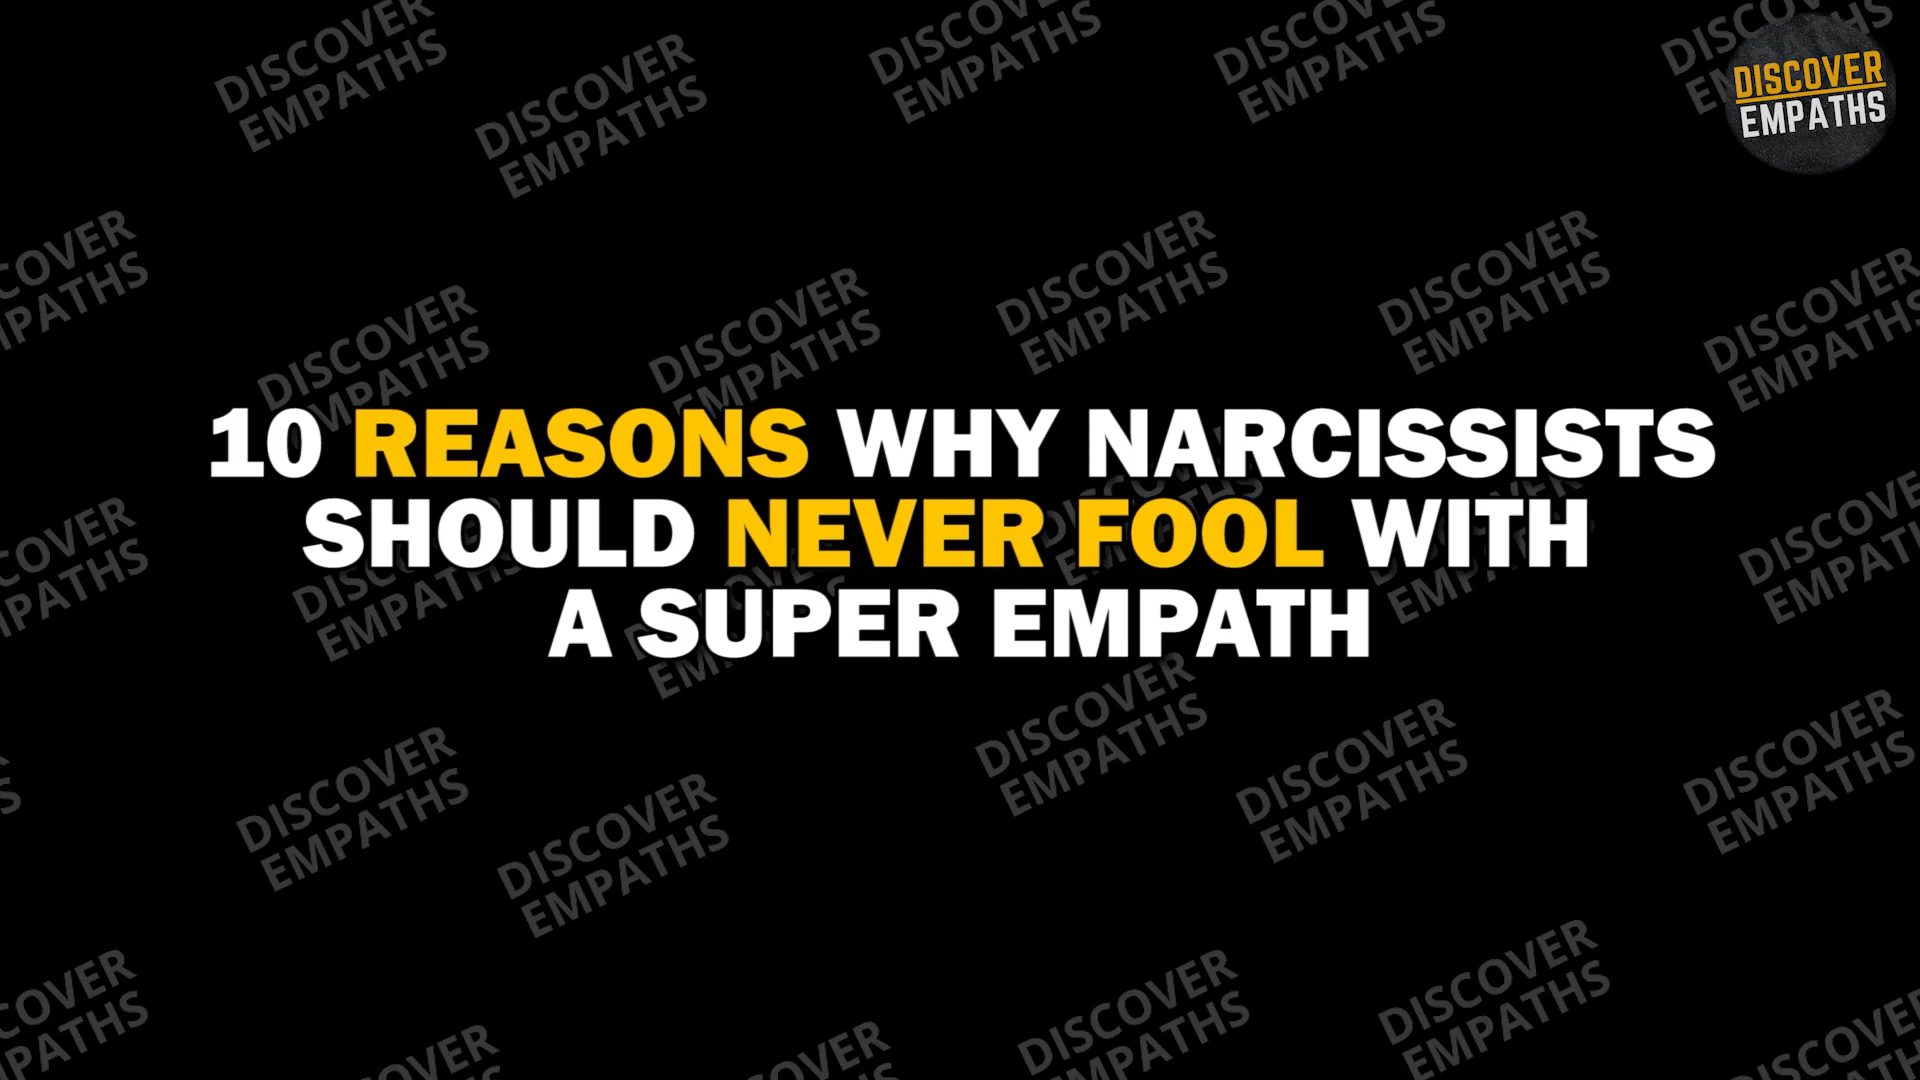 DISCOVER
EMPATHS
10 REASONS WHY NARCISSISTS
SHOULD NEVER FOOL WITH
A SUPER EMPATH